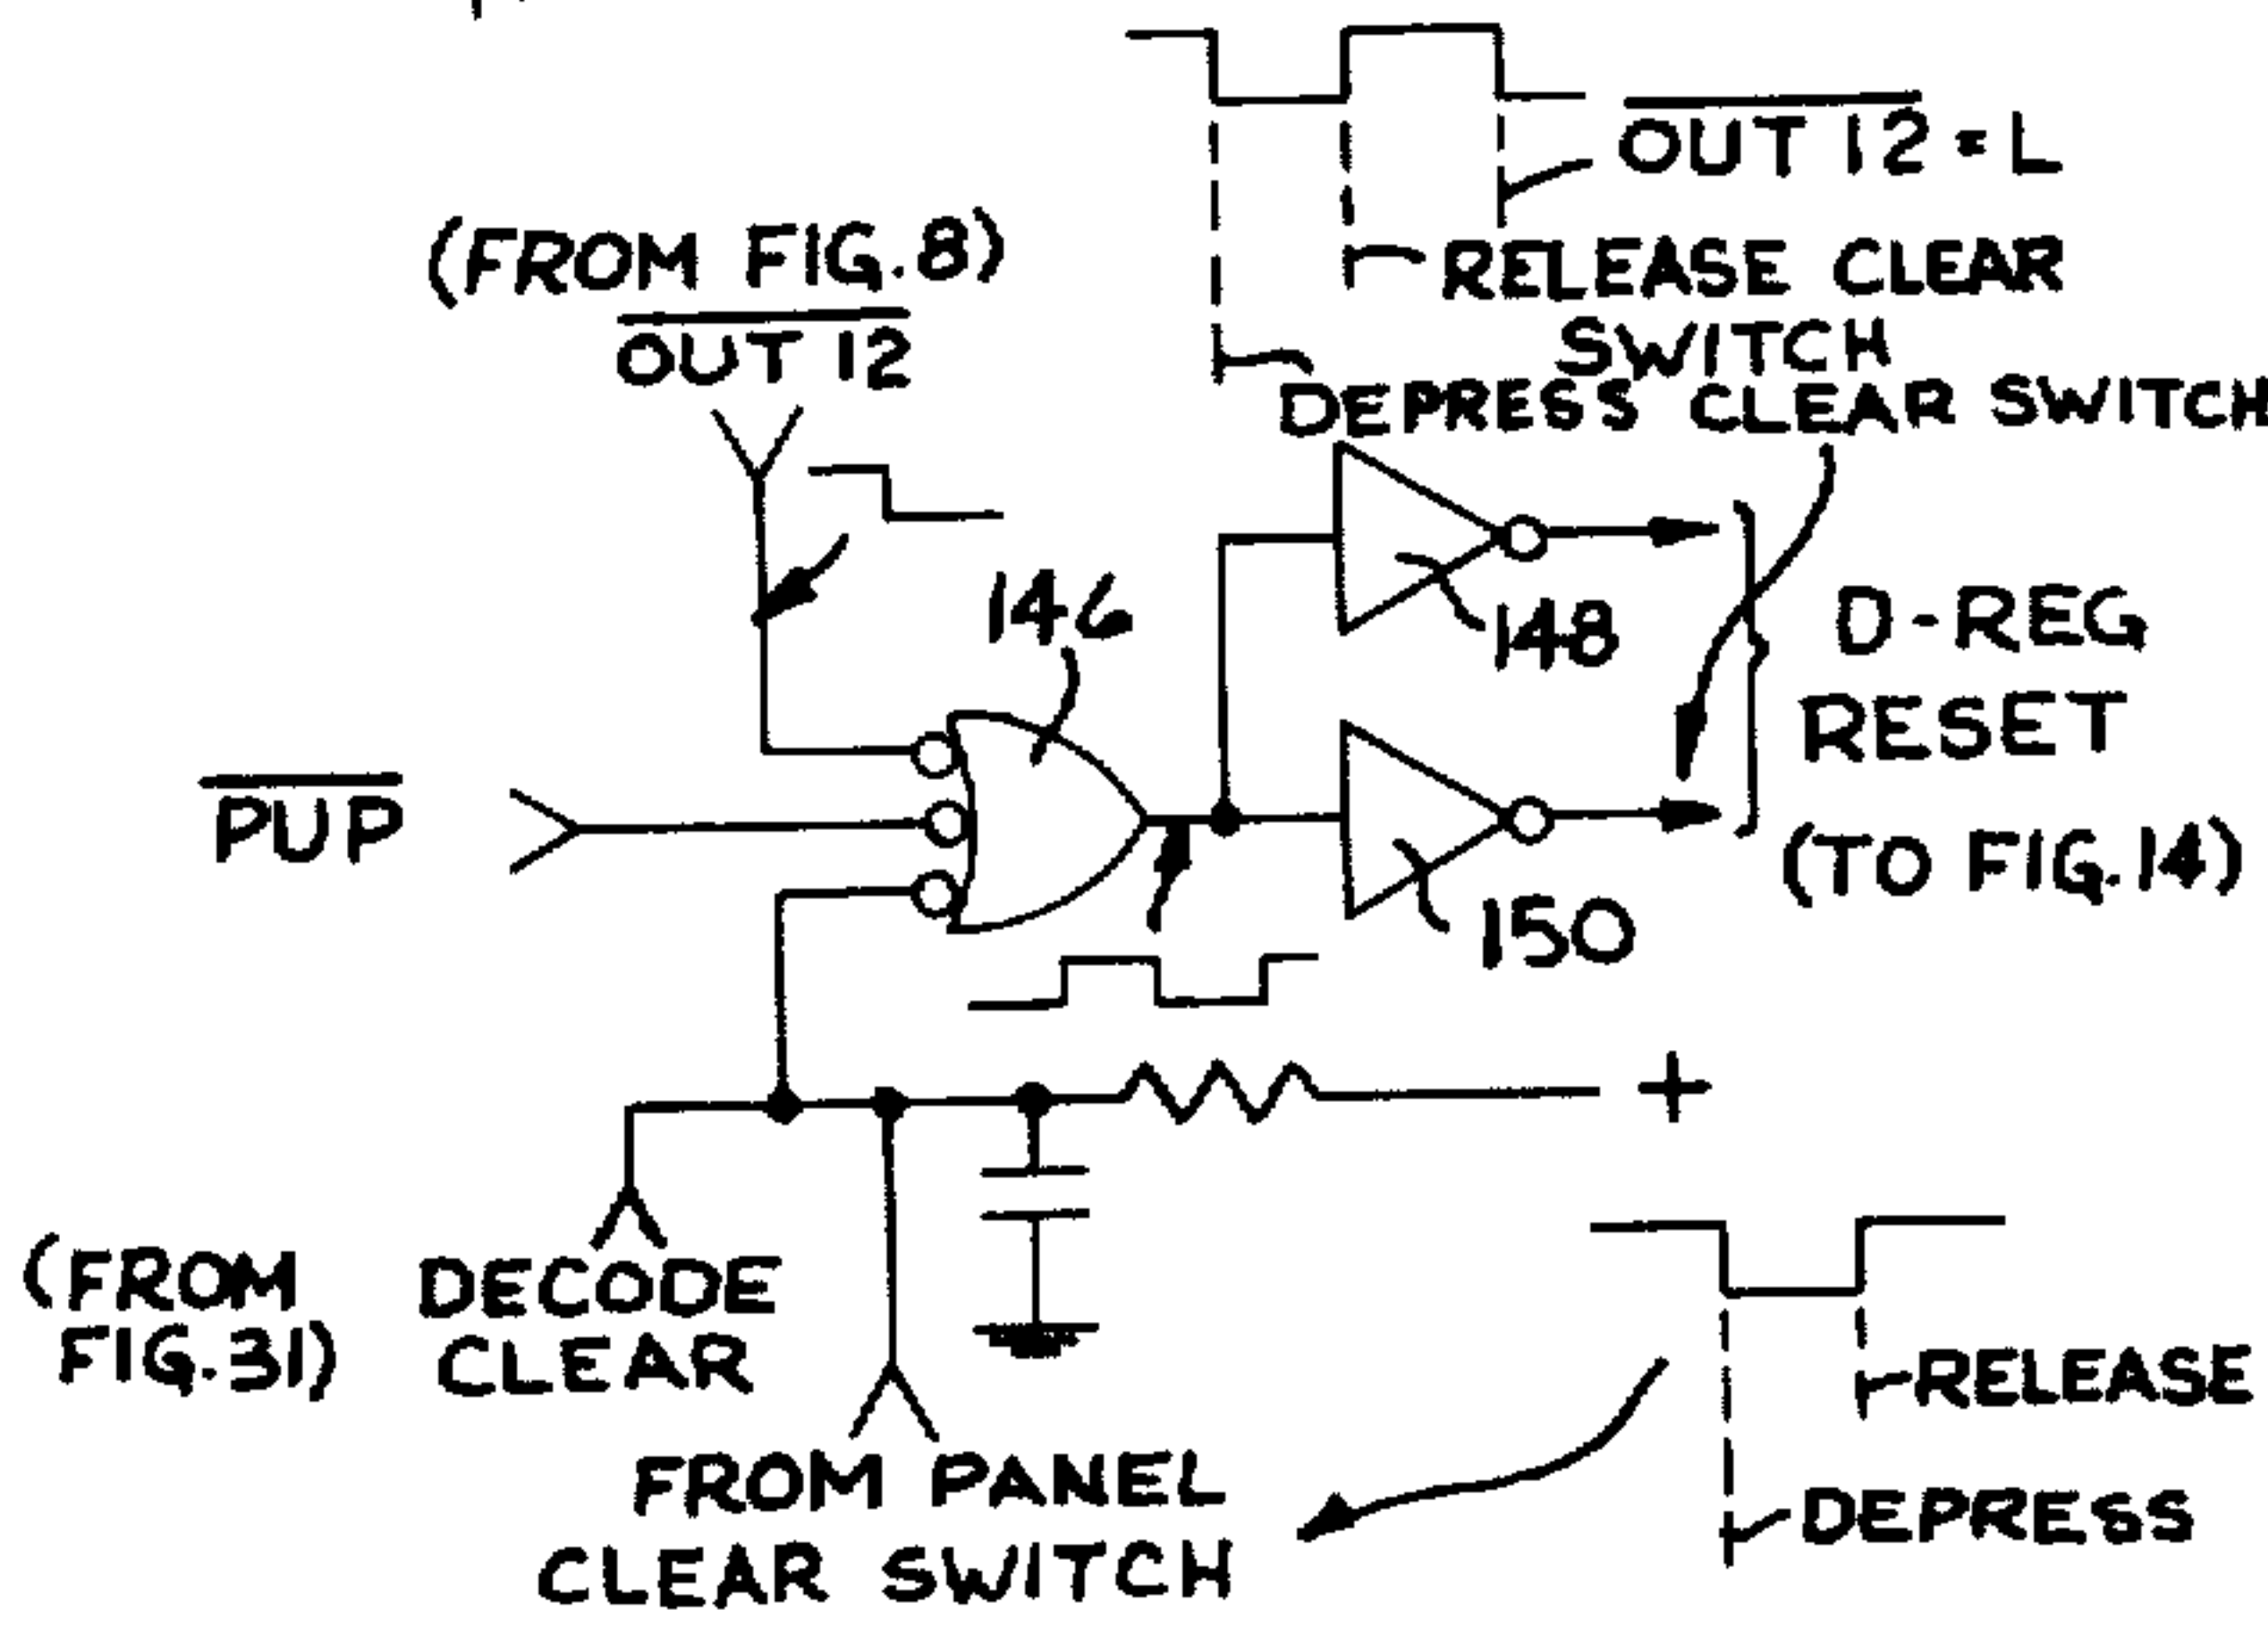 OUT 12 = L
(FROM FIG. 8)
OUT 12
RELEASE CLEAR
SWITCH
DEPRESS CLEAR SWITCH
146
148
D-REG
RESET
(TO FIG. 14)
PUP
150
+
(FROM
FIG. 31)
DECODE
CLEAR
RELEASE
DEPRESS
FROM PANEL
CLEAR SWITCH